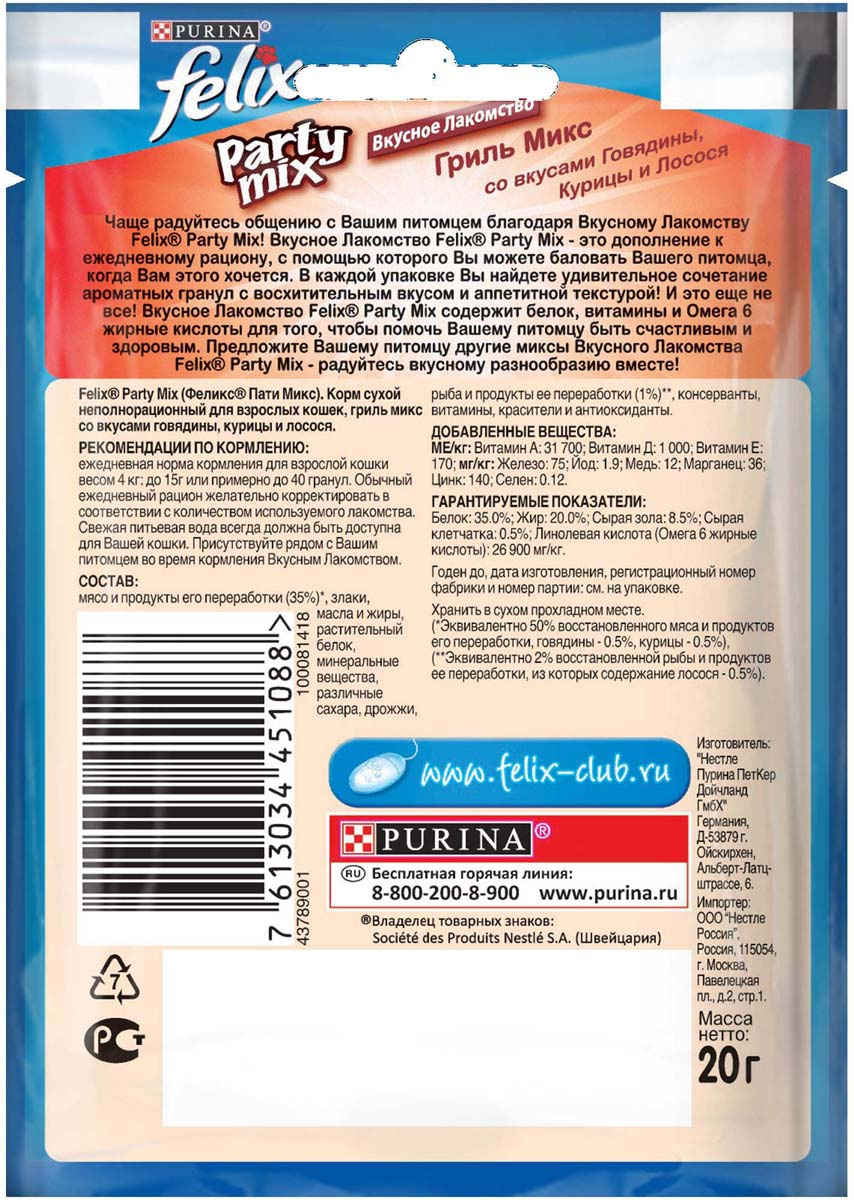 PURINA®
felix
Party
mix
Вкусное Лакомство
Гриль Микс
со вкусами Говядины,
Курицы и Лосося
Чаще радуйтесь общению с Вашим питомцем благодаря Вкусному Лакомству
Felix® Party Mix! Вкусное Лакомство Felix® Party Mix - это дополнение к
ежедневному рациону, с помощью которого Вы можете баловать Вашего питомца,
когда Вам этого хочется. В каждой упаковке Вы найдете удивительное сочетание
ароматных гранул с восхитительным вкусом и аппетитной текстурой! И это еще не
все! Вкусное Лакомство Felix® Party Mix содержит белок, витамины и Омега 6
жирные кислоты для того, чтобы помочь Вашему питомцу быть счастливым и
здоровым. Предложите Вашему питомцу другие миксы Вкусного Лакомства
Felix® Party Mix - радуйтесь вкусному разнообразию вместе!
Felix® Party Mix (Феликс® Пати Микс). Корм сухой
неполнорационный для взрослых кошек, гриль микс
со вкусами говядины, курицы и лосося.
РЕКОМЕНДАЦИИ ПО КОРМЛЕНИЮ:
ежедневная норма кормления для взрослой кошки
весом 4 кг: до 15г или примерно до 40 гранул. Обычный
ежедневный рацион желательно корректировать в
соответствии с количеством используемого лакомства.
Свежая питьевая вода всегда должна быть доступна
для Вашей кошки. Присутствуйте рядом с Вашим
питомцем во время кормления Вкусным Лакомством.
СОСТАВ:
мясо и продукты его переработки (35%)*, злаки,
масла и жиры,
растительный
белок,
минеральные
вещества,
различные
сахара, дрожжи,
рыба и продукты ее переработки (1%)**, консерванты,
витамины, красители и антиоксиданты.
ДОБАВЛЕННЫЕ ВЕЩЕСТВА:
МЕ/кг: Витамин А: 31 700; Витамин Д: 1 000; Витамин Е:
170; мг/кг: Железо: 75; Йод: 1.9; Медь: 12; Марганец: 36;
Цинк: 140; Селен: 0.12.
ГАРАНТИРУЕМЫЕ ПОКАЗАТЕЛИ:
Белок: 35.0%; Жир: 20.0%; Сырая зола: 8.5%; Сырая
клетчатка: 0.5%; Линолевая кислота (Омега 6 жирные
кислоты): 26 900 мг/кг.
Годен до, дата изготовления, регистрационный номер
фабрики и номер партии: см. на упаковке.
Хранить в сухом прохладном месте.
(*Эквивалентно 50% восстановленного мяса и продуктов
его переработки, говядины - 0.5%, курицы - 0.5%),
(**Эквивалентно 2% восстановленной рыбы и продуктов
ее переработки, из которых содержание лосося - 0.5%).
7 613034 451088 >
100081418
43789001
www.felix-club.ru
PURINA®
RU Бесплатная горячая линия:
8-800-200-8-900 www.purina.ru
®Владелец товарных знаков:
Société des Produits Nestlé S.A. (Швейцария)
Изготовитель:
"Нестле
Пурина ПетКер
Дойчланд
ГмбХ"
Германия,
Д-53879 г.
Ойскирхен,
Альберт-Латц-
штрассе, 6.
Импортер:
ООО "Нестле
Россия",
Россия, 115054,
г. Москва,
Павелецкая
пл., д.2, стр.1.
Масса
нетто:
20г
7
РСТ